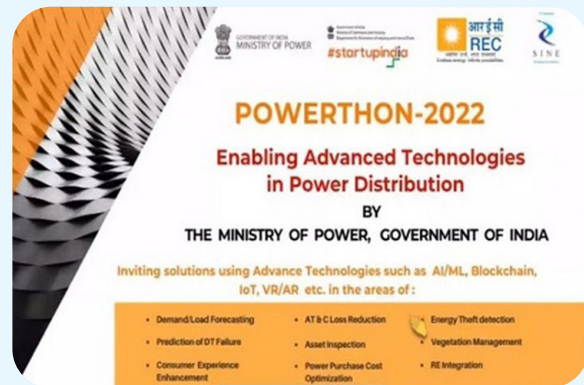 GOVERNMENT OF INDIA
MINISTRY OF POWER
#startupindia
आर ई सी
REC
SINE
POWERTHON-2022
Enabling Advanced Technologies
in Power Distribution
BY
THE MINISTRY OF POWER, GOVERNMENT OF INDIA
Inviting solutions using Advance Technologies such as AI/ML, Blockchain,
IoT, VR/AR etc. in the areas of :
• Demand/Load Forecasting
• Prediction of DT Failure
• Consumer Experience
Enhancement
• AT & C Loss Reduction
• Asset Inspection
• Power Purchase Cost
Optimization
• Energy Theft detection
• Vegetation Management
• RE Integration